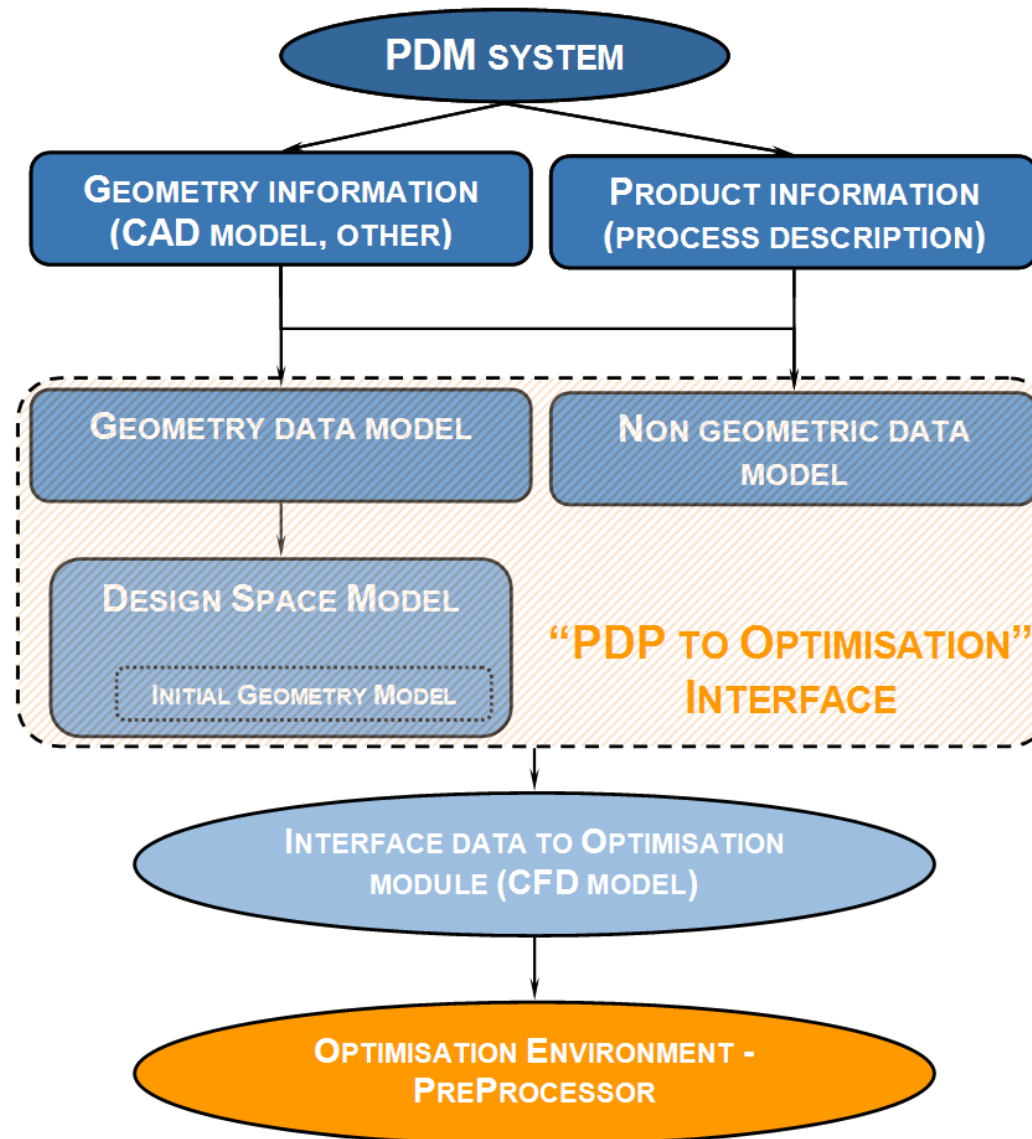 PDM SYSTEM
GEOMETRY INFORMATION
(CAD MODEL, OTHER)
PRODUCT INFORMATION
(PROCESS DESCRIPTION)
GEOMETRY DATA MODEL
NON GEOMETRIC DATA
MODEL
DESIGN SPACE MODEL
INITIAL GEOMETRY MODEL
“PDP TO OPTIMISATION”
INTERFACE
INTERFACE DATA TO OPTIMISATION
MODULE (CFD MODEL)
OPTIMISATION ENVIRONMENT -
PREPROCESSOR